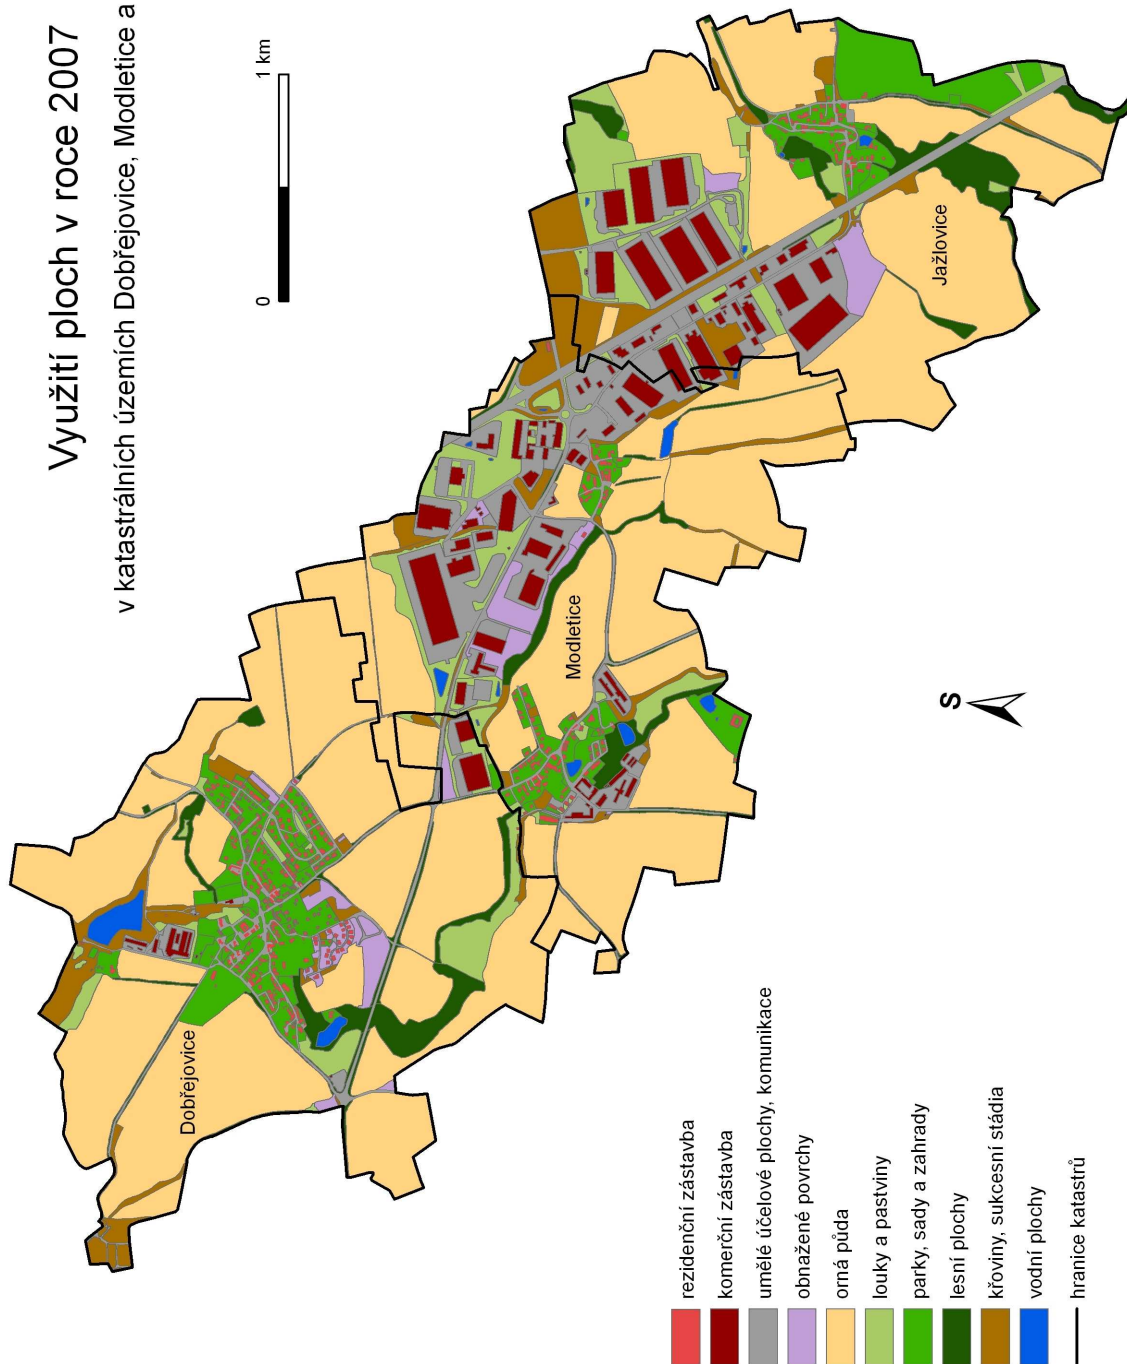 Využití ploch v roce 2007
v katastrálních územích Dobřejovice, Modletice a
0
1 km
Dobřejovice
Modletice
Jažlovice
S
rezidenční zástavba
komerční zástavba
umělé účelové plochy, komunikace
obnažené povrchy
orná půda
louky a pastviny
parky, sady a zahrady
lesní plochy
křoviny, sukcesní stádia
vodní plochy
hranice katastrů